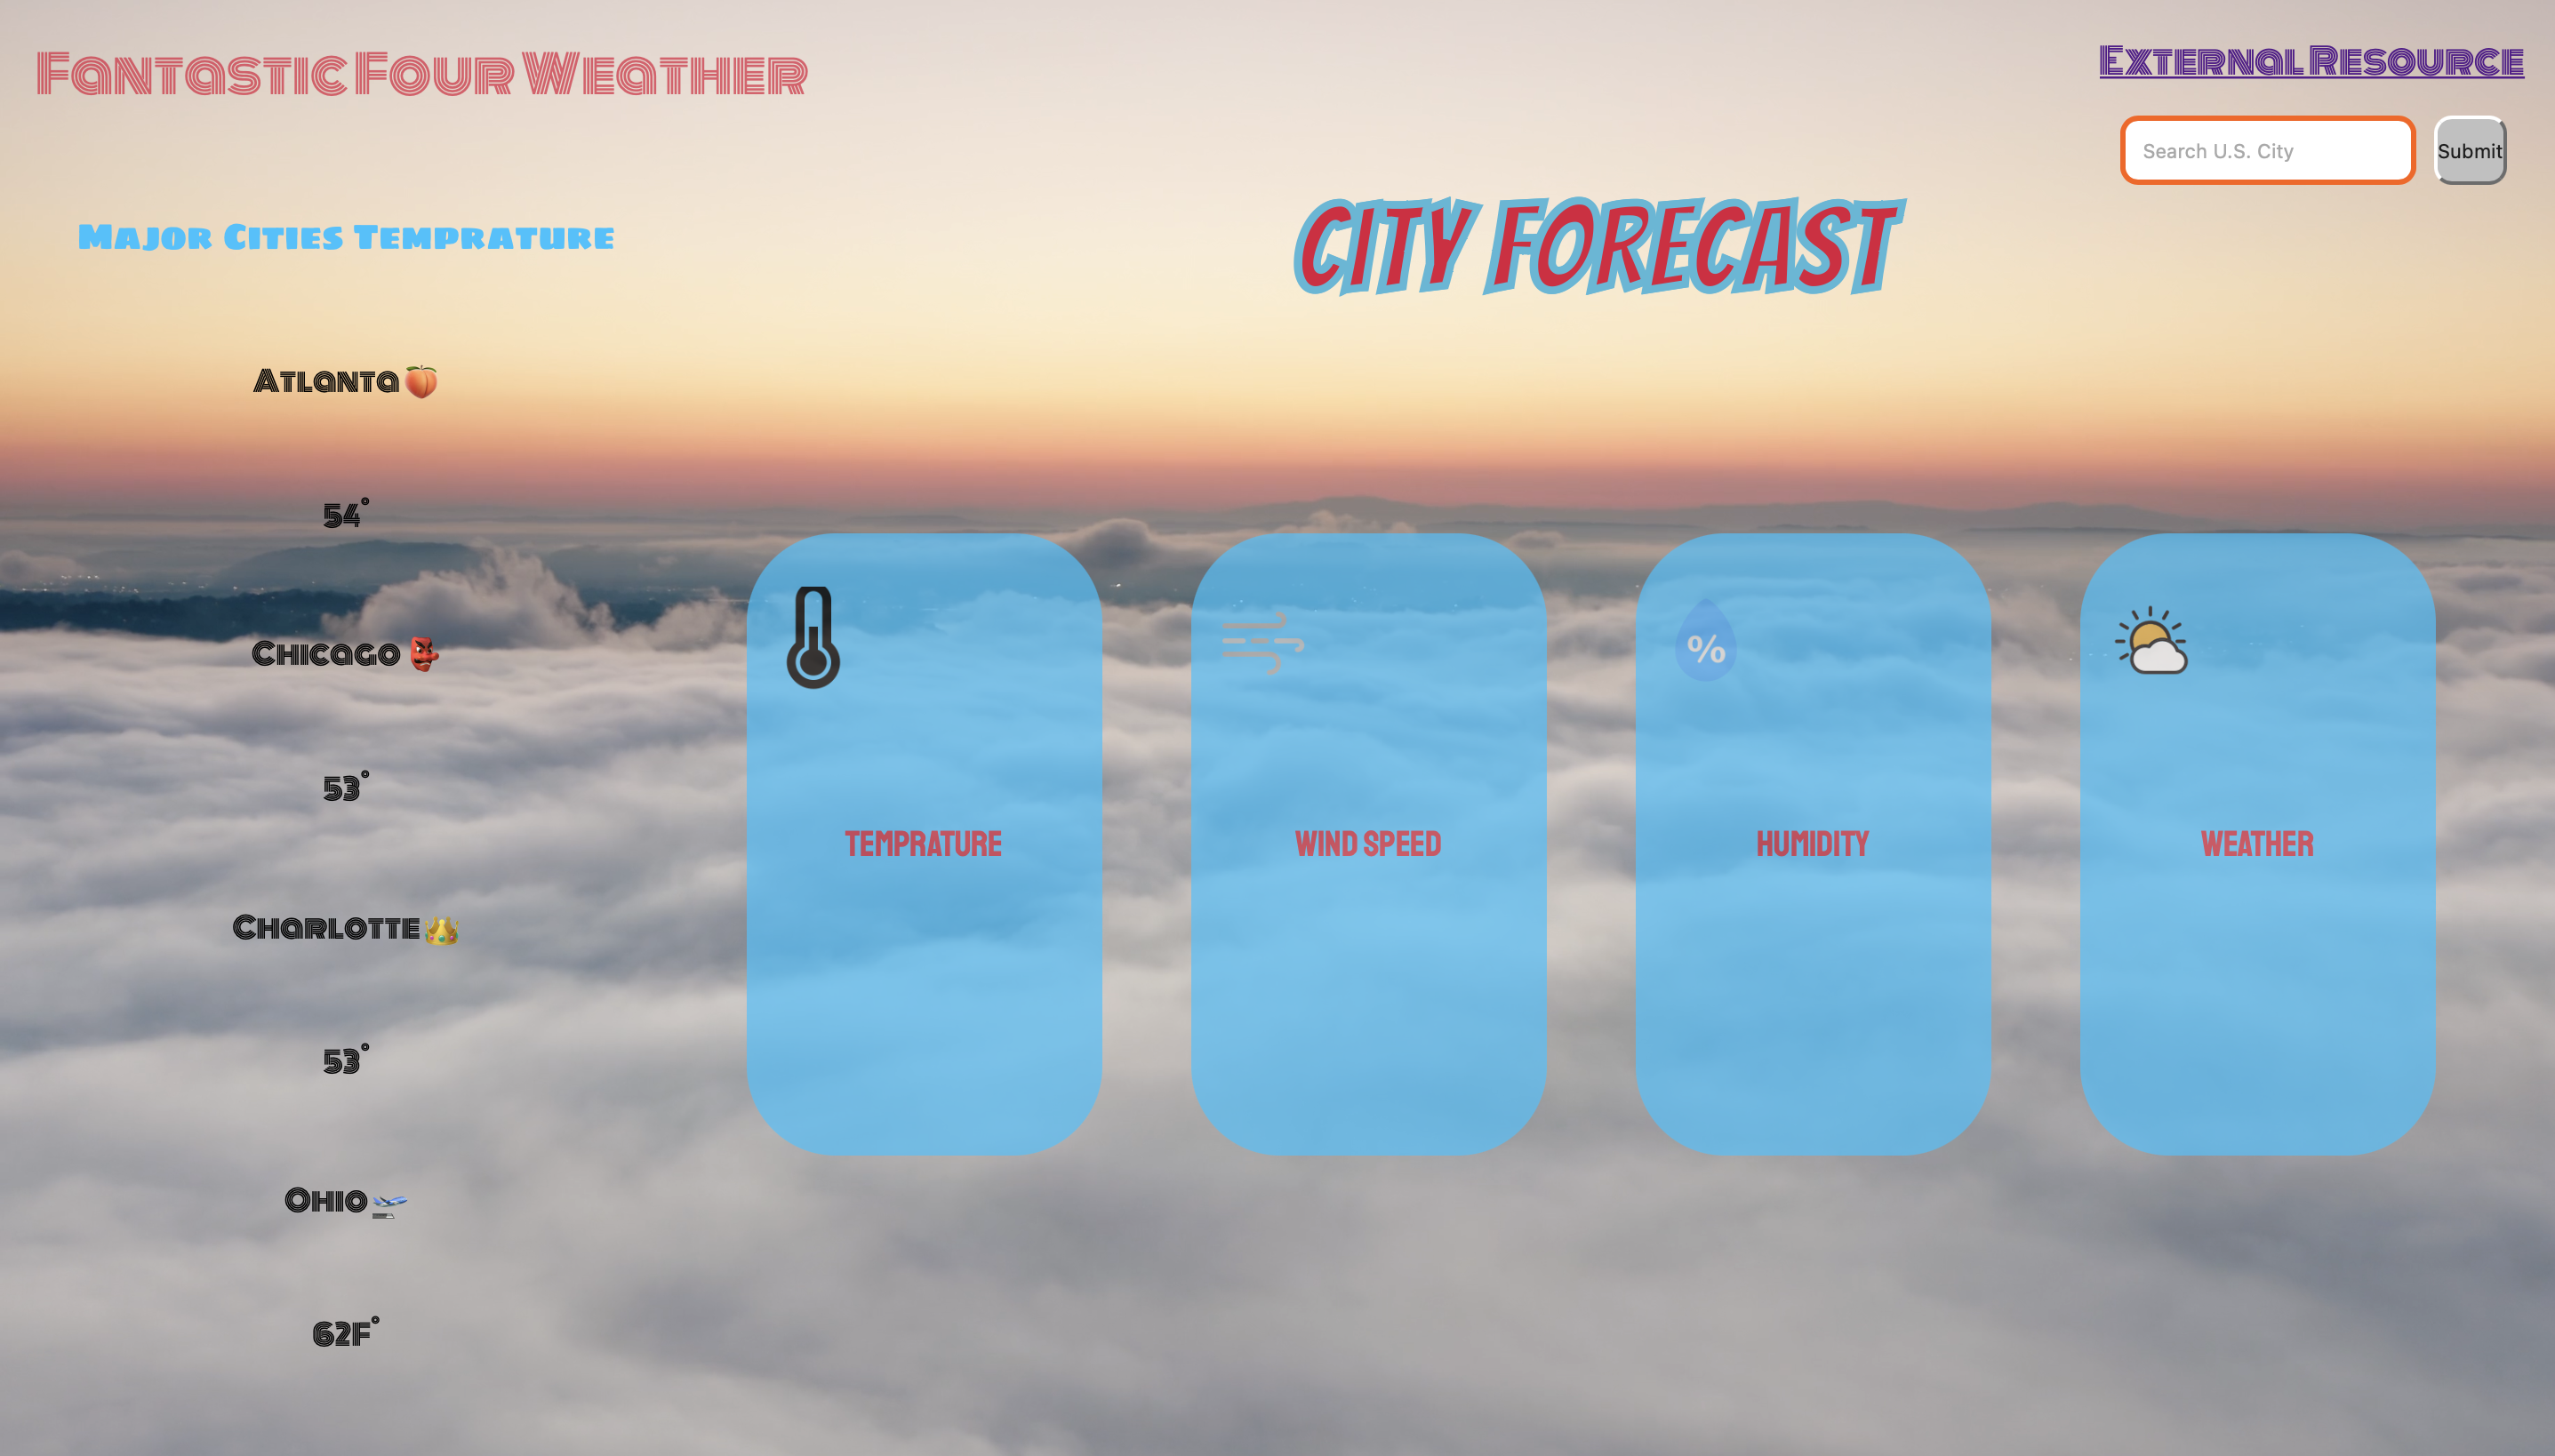 Fantastic Four Weather
External Resource
Search U.S. City
Submit
Major Cities Temprature
CITY FORECAST
Atlanta🍑
54°
Chicago👺
53°
Charlotte👑
53°
Ohio🛫
62F°
TEMPRATURE
WIND SPEED
%
HUMIDITY
WEATHER